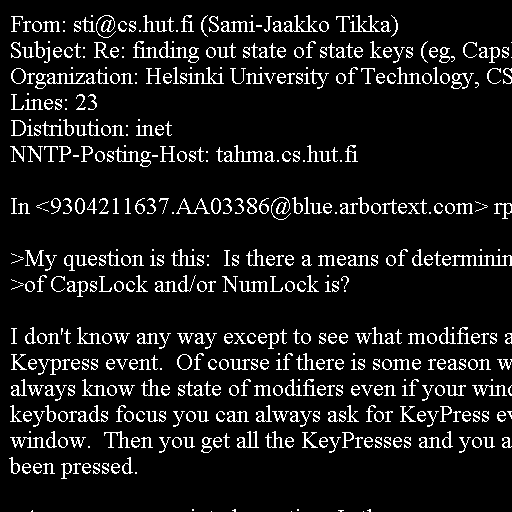 From: sti@cs.hut.fi (Sami-Jaakko Tikka)
Subject: Re: finding out state of state keys (eg, Caps
Organization: Helsinki University of Technology, CS
Lines: 23
Distribution: inet
NNTP-Posting-Host: tahma.cs.hut.fi
In <9304211637.AA03386@blue.arbortext.com> rp
>My question is this:  Is there a means of determinin
>of CapsLock and/or NumLock is?
I don't know any way except to see what modifiers a
Keypress event.  Of course if there is some reason w
always know the state of modifiers even if your wind
keyborads focus you can always ask for KeyPress ev
window.  Then you get all the KeyPresses and you a
been pressed.